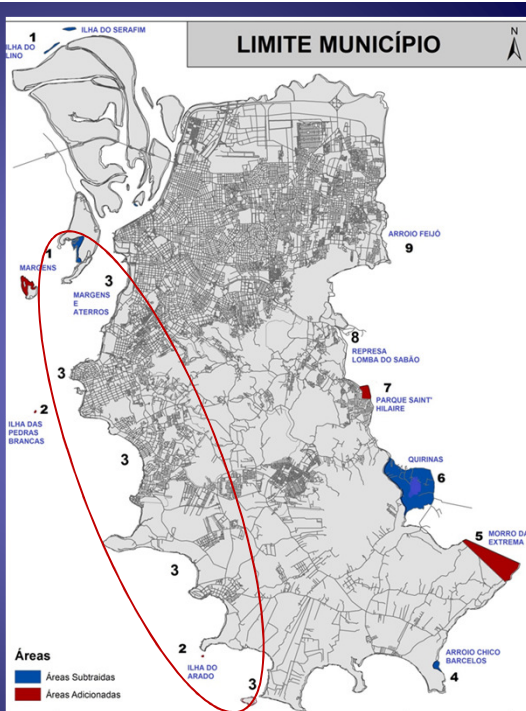 LIMITE MUNICÍPIO
N
ILHA DO SERAFIM
1
ILHA DO
LINO
ARROIO FEIJÓ
9
1
MARGENS
3
MARGENS
E
ATERROS
8
REPRESA
LOMBA DO SABÃO
3
7
PARQUE SAINT'
HILAIRE
2
ILHA DAS
PEDRAS
BRANCAS
3
QUIRINAS
6
5
MORRO DA
EXTREMA
3
2
ILHA DO
ARADO
ARROIO CHICO
BARCELOS
4
3
Áreas
Áreas Subtraidas
Áreas Adicionadas